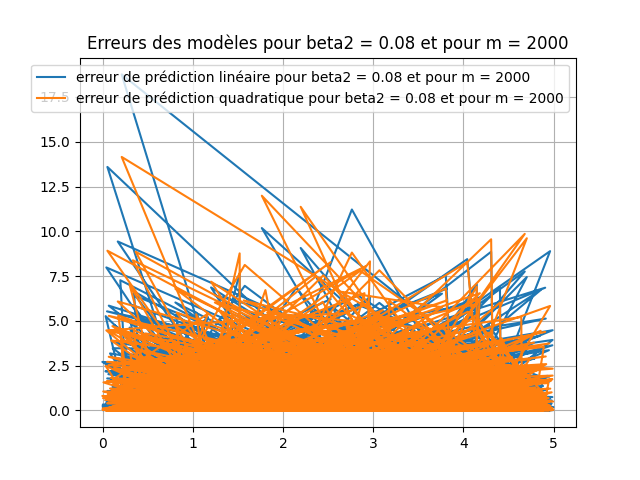 Erreurs des modèles pour beta2 = 0.08 et pour m = 2000
erreur de prédiction linéaire pour beta2 = 0.08 et pour m = 2000
erreur de prédiction quadratique pour beta2 = 0.08 et pour m = 2000
17.5
15.0
12.5
10.0
7.5
5.0
2.5
0.0
0 1 2 3 4 5